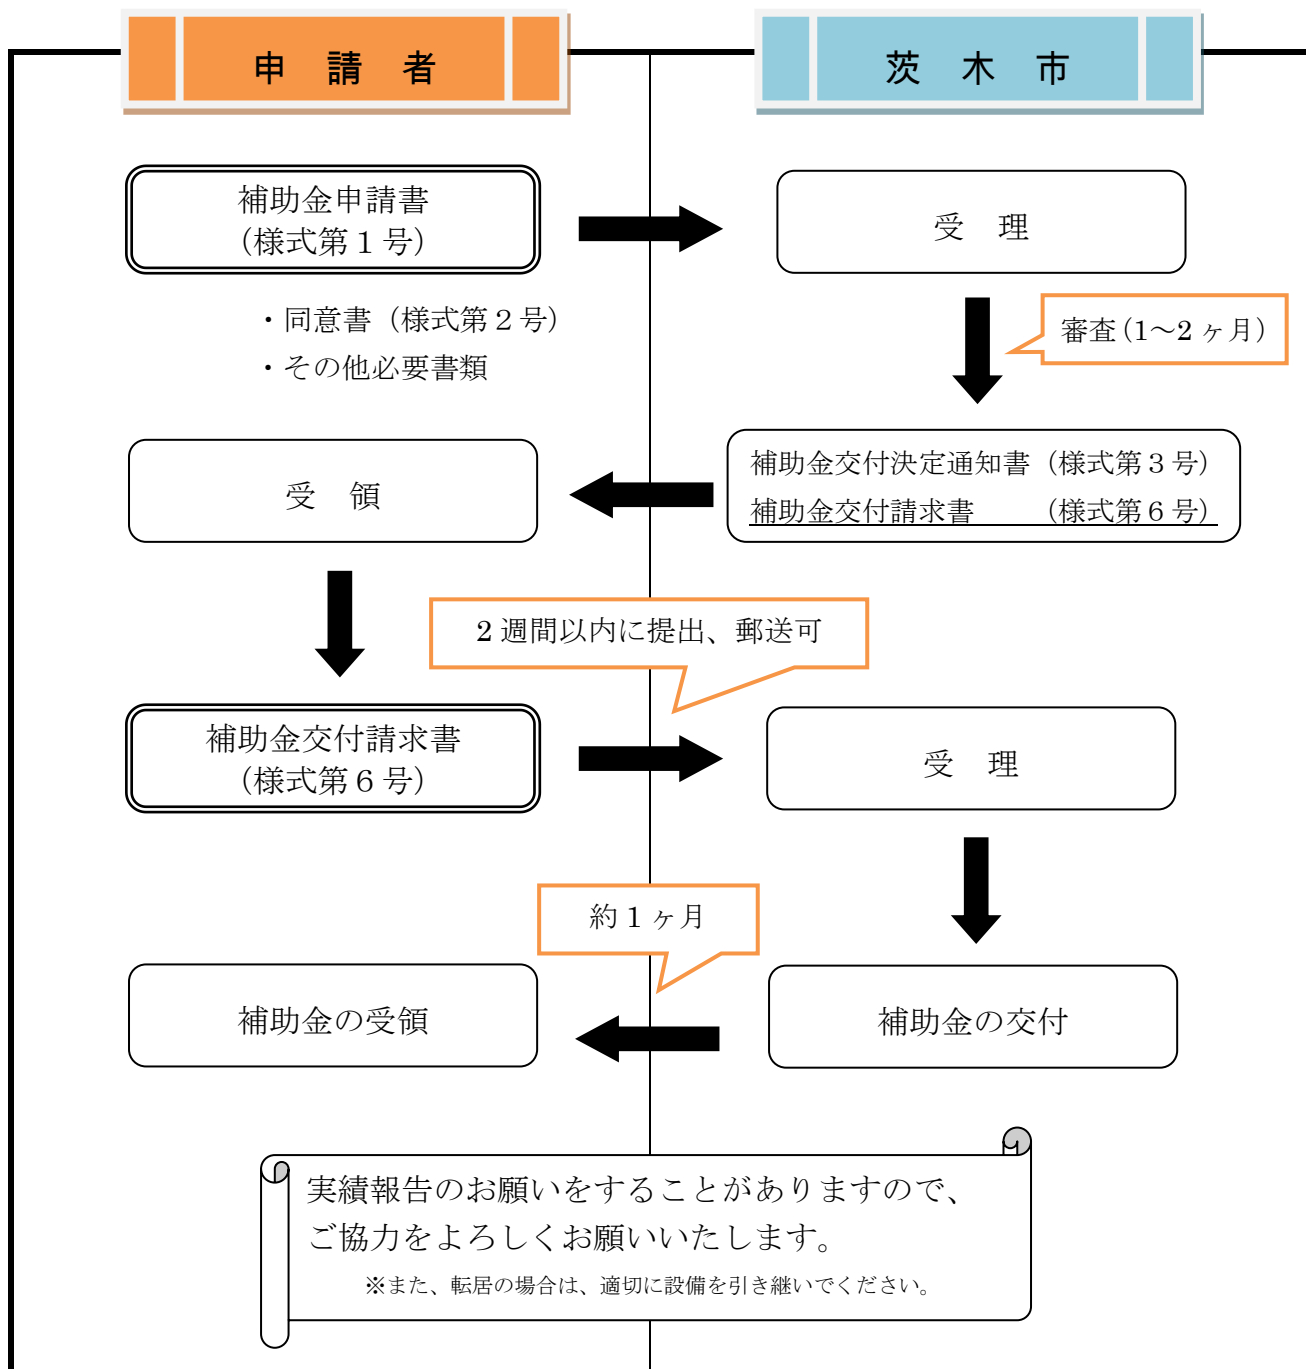 申 請 者
茨 木 市
補助金申請書
(様式第１号)
受 理
・同意書 (様式第２号)
・その他必要書類
審査(1～2ヶ月)
補助金交付決定通知書 (様式第３号)
補助金交付請求書 (様式第６号)
受 領
2週間以内に提出、郵送可
補助金交付請求書
(様式第６号)
受 理
約1ヶ月
補助金の受領
補助金の交付
実績報告のお願いをすることがありますので、
ご協力をよろしくお願いいたします。
※また、転居の場合は、適切に設備を引き継いでください。